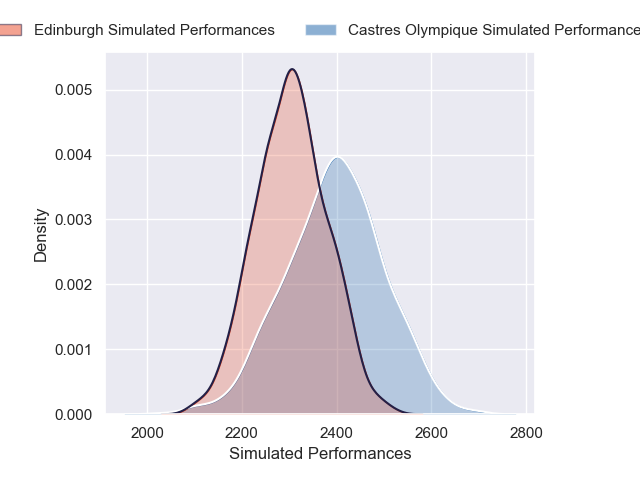 Edinburgh Simulated Performances Castres Olympique Simulated Performance
0.005
0.004
0.003
0.002
0.001
0.000
Density
2000 2200 2400 2600 2800
Simulated Performances